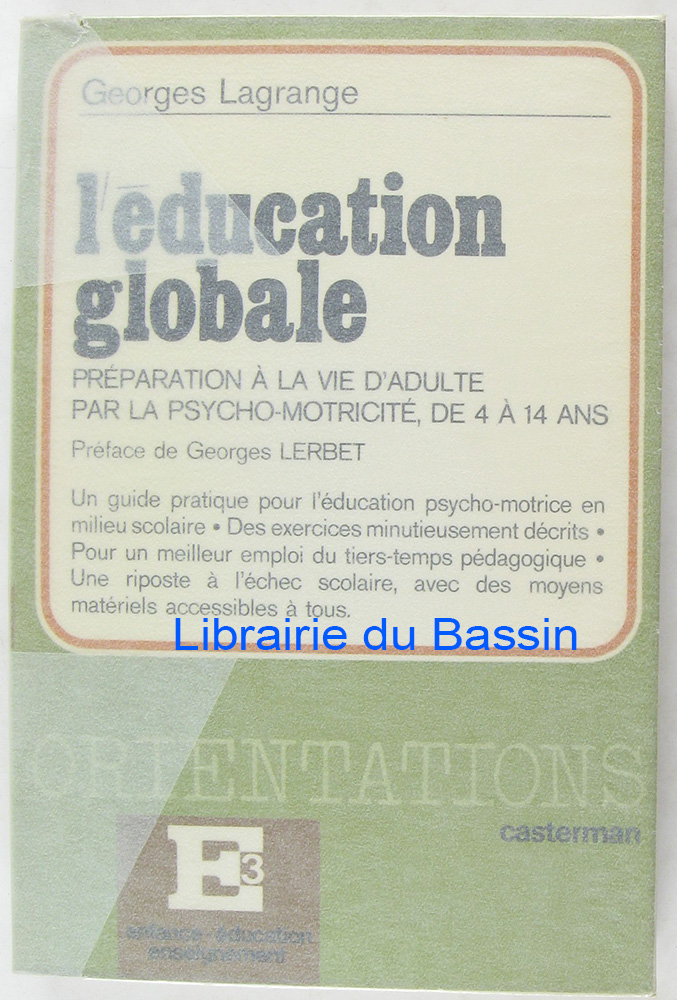 Georges Lagrange
l'éducation
globale
PRÉPARATION À LA VIE D'ADULTE
PAR LA PSYCHO-MOTRICITÉ, DE 4 À 14 ANS
Préface de Georges LERBET
Un guide pratique pour l'éducation psycho-motrice en
milieu scolaire • Des exercices minutieusement décrits •
Pour un meilleur emploi du tiers-temps pédagogique •
Une riposte à l'échec scolaire, avec des moyens
matériels accessibles à tous.
Librairie du Bassin
ORIENTATIONS
casterman
E3
enfance - éducation
enseignement